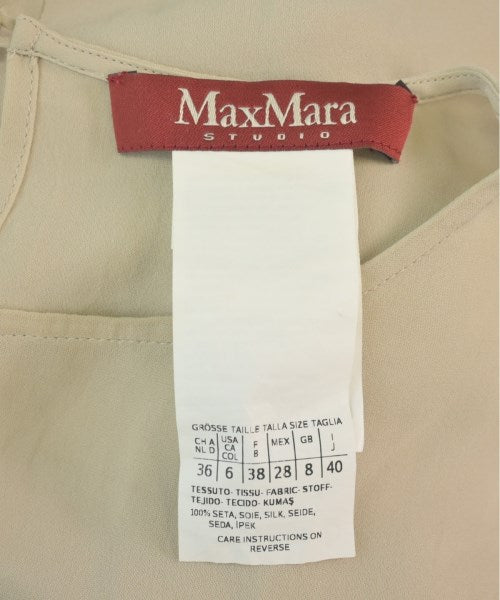 MaxMara
STUDIO
GRÖSSE TAILLE TALLA SIZE TAGLIA
CH A NL D USA CA COL F B MEX GB I J
36 6 38 28 8 40
TESSUTO- TISSU- FABRIC- STOFF-
TEJIDO- TECIDO- KUMAŞ
100% SETA, SOIE, SILK, SEIDE,
SEDA, İPEK
CARE INSTRUCTIONS ON
REVERSE